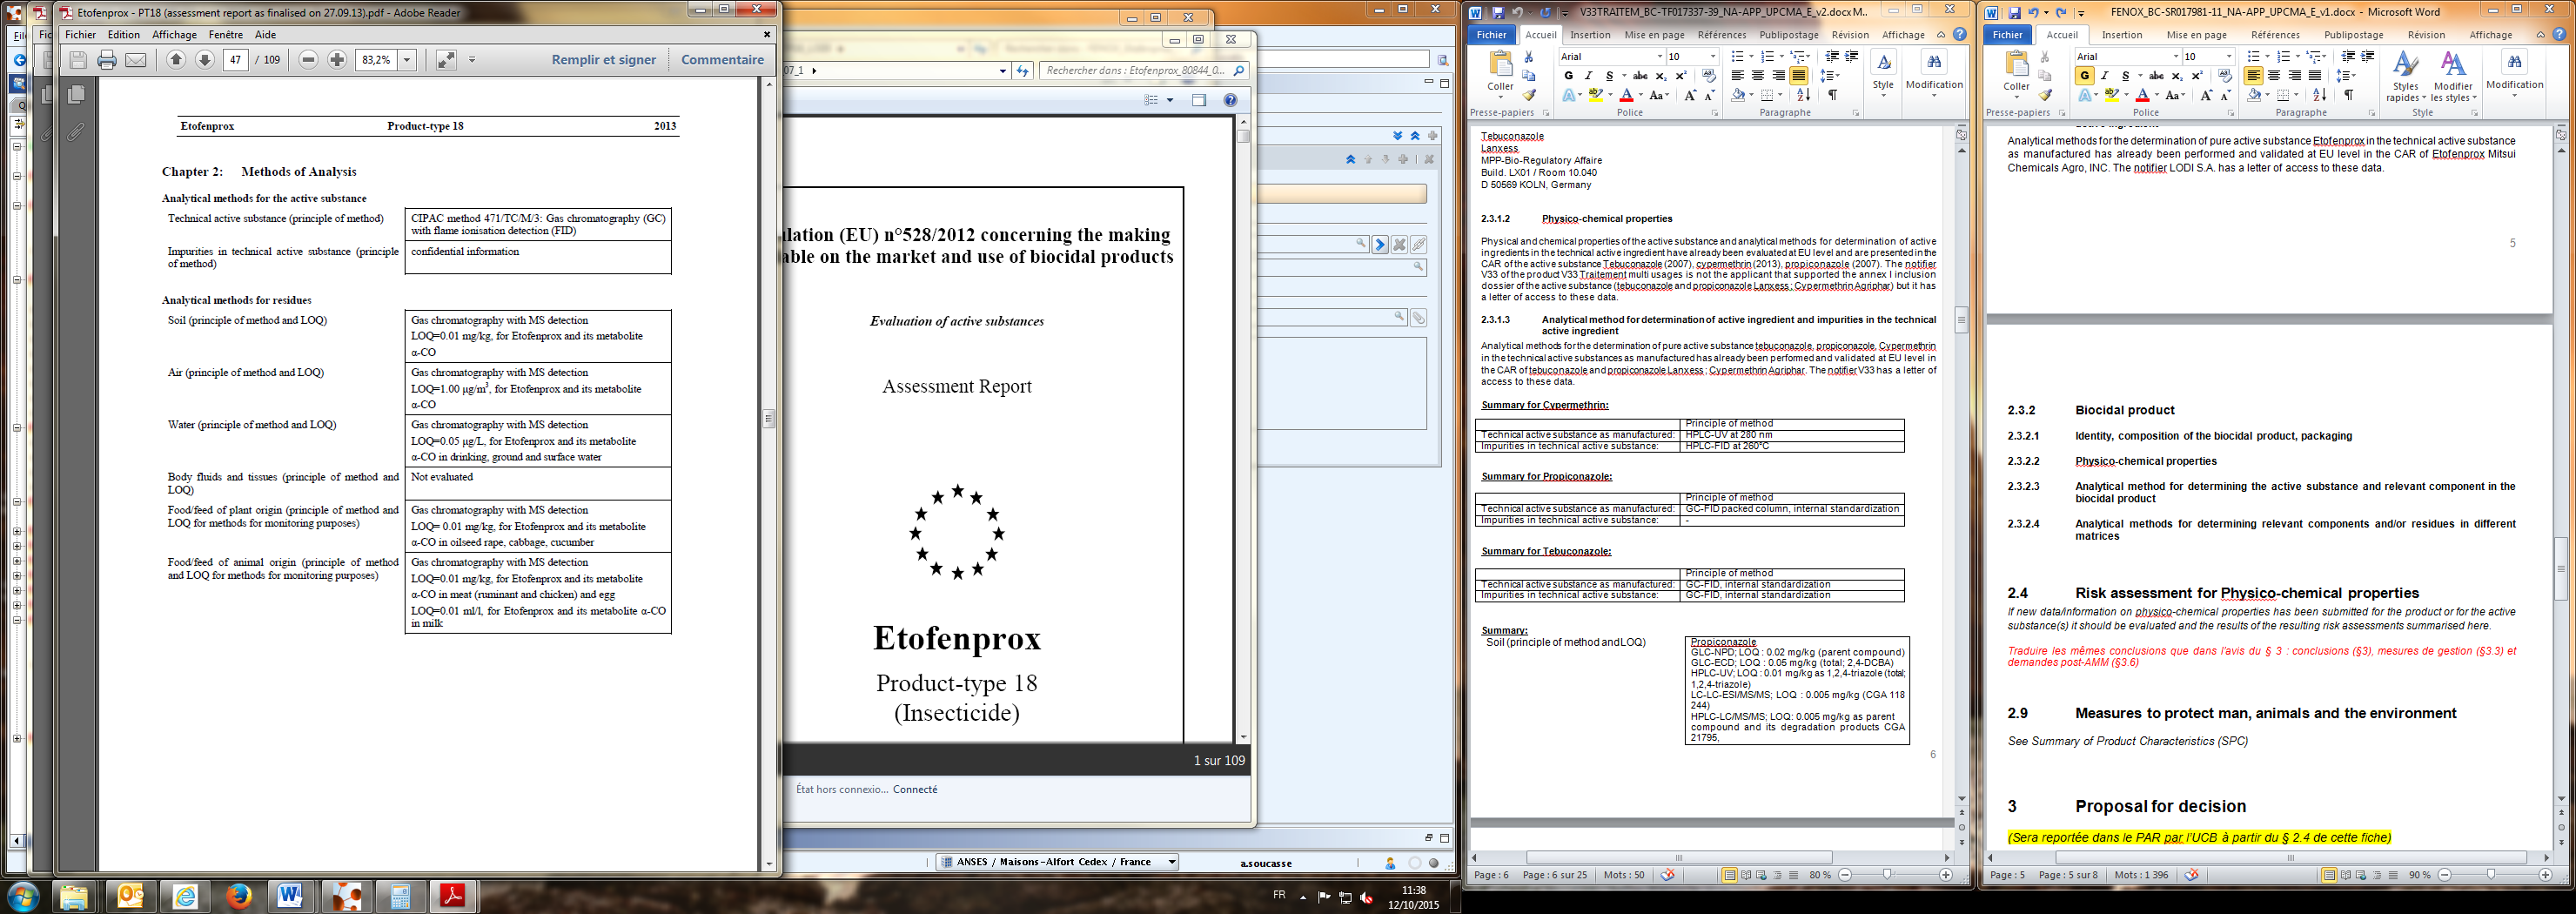 Etofenprox - PT18 (assessment report as finalised on 27.09.13).pdf - Adobe Reader
Fichier Edition Affichage Fenêtre Aide
47 / 109 83,2% Remplir et signer Commentaire
Etofenprox Product-type 18 2013
Chapter 2: Methods of Analysis
Analytical methods for the active substance
Technical active substance (principle of method) CIPAC method 471/TC/M/3: Gas chromatography (GC)
with flame ionisation detection (FID)
Impurities in technical active substance (principle confidential information
of method)
Analytical methods for residues
Soil (principle of method and LOQ) Gas chromatography with MS detection
LOQ=0.01 mg/kg, for Etofenprox and its metabolite
α-CO
Air (principle of method and LOQ) Gas chromatography with MS detection
LOQ=1.00 µg/m³, for Etofenprox and its metabolite
α-CO
Water (principle of method and LOQ) Gas chromatography with MS detection
LOQ=0.05 µg/L, for Etofenprox and its metabolite
α-CO in drinking, ground and surface water
Body fluids and tissues (principle of method and Not evaluated
LOQ)
Food/feed of plant origin (principle of method and Gas chromatography with MS detection
LOQ for methods for monitoring purposes) LOQ= 0.01 mg/kg, for Etofenprox and its metabolite
α-CO in oilseed rape, cabbage, cucumber
Food/feed of animal origin (principle of method Gas chromatography with MS detection
and LOQ for methods for monitoring purposes) LOQ=0.01 mg/kg, for Etofenprox and its metabolite
α-CO in meat (ruminant and chicken) and egg
LOQ=0.01 ml/l, for Etofenprox and its metabolite α-CO
in milk
07_1 Rechercher dans : Etofenprox_80844_0...
ulation (EU) n°528/2012 concerning the making
able on the market and use of biocidal products
Evaluation of active substances
Assessment Report
Etofenprox
Product-type 18
(Insecticide)
1 sur 109
État hors connexio... Connecté
ANSES / Maisons-Alfort Cedex / France a.soucasse
V33TRAITEM_BC-TF017337-39_NA-APP_UPCMA_E_v2.docx M...
Fichier Accueil Insertion Mise en page Références Publipostage Révision Affichage
Arial 10
Coller Style Modification
Presse-papiers Police Paragraphe
Tebuconazole
Lanxess
MPP-Bio-Regulatory Affaire
Build. LX01 / Room 10.040
D 50569 KOLN, Germany
2.3.1.2 Physico-chemical properties
Physical and chemical properties of the active substance and analytical methods for determination of active
ingredients in the technical active ingredient have already been evaluated at EU level and are presented in the
CAR of the active substance Tebuconazole (2007), cypermethrin (2013), propiconazole (2007). The notifier
V33 of the product V33 Traitement multi usages is not the applicant that supported the annex I inclusion
dossier of the active substance (tebuconazole and propiconazole Lanxess ; Cypermethrin Agriphar) but it has
a letter of access to these data.
2.3.1.3 Analytical method for determination of active ingredient and impurities in the technical
active ingredient
Analytical methods for the determination of pure active substance tebuconazole, propiconazole, Cypermethrin
in the technical active substances as manufactured has already been performed and validated at EU level in
the CAR of tebuconazole and propiconazole Lanxess ; Cypermethrin Agriphar. The notifier V33 has a letter of
access to these data.
Summary for Cypermethrin:
Principle of method
Technical active substance as manufactured: HPLC-UV at 280 nm
Impurities in technical active substance: HPLC-FID at 260°C
Summary for Propiconazole:
Principle of method
Technical active substance as manufactured: GC-FID packed column, internal standardization
Impurities in technical active substance: -
Summary for Tebuconazole:
Principle of method
Technical active substance as manufactured: GC-FID, internal standardization
Impurities in technical active substance: GC-FID, internal standardization
Summary:
Soil (principle of method and LOQ) Propiconazole
GLC-NPD; LOQ : 0.02 mg/kg (parent compound)
GLC-ECD; LOQ : 0.05 mg/kg (total; 2,4-DCBA)
HPLC-UV; LOQ : 0.01 mg/kg as 1,2,4-triazole (total;
1,2,4-triazole)
LC-LC-ESI/MS/MS; LOQ : 0.005 mg/kg (CGA 118
244)
HPLC-LC/MS/MS; LOQ: 0.005 mg/kg as parent
compound and its degradation products CGA
21795,
6
Page : 6 Page : 6 sur 25 Mots : 50 80 %
FENOX_BC-SR017981-11_NA-APP_UPCMA_E_v1.docx - Microsoft Word
Fichier Accueil Insertion Mise en page Références Publipostage Révision Affichage
Arial 10
Coller Styles rapides Modifier les styles Modification
Presse-papiers Police Paragraphe Style
Analytical methods for the determination of pure active substance Etofenprox in the technical active substance
as manufactured has already been performed and validated at EU level in the CAR of Etofenprox Mitsui
Chemicals Agro, INC. The notifier LODI S.A. has a letter of access to these data.
5
2.3.2 Biocidal product
2.3.2.1 Identity, composition of the biocidal product, packaging
2.3.2.2 Physico-chemical properties
2.3.2.3 Analytical method for determining the active substance and relevant component in the
biocidal product
2.3.2.4 Analytical methods for determining relevant components and/or residues in different
matrices
2.4 Risk assessment for Physico-chemical properties
If new data/information on physico-chemical properties has been submitted for the product or for the active
substance(s) it should be evaluated and the results of the resulting risk assessments summarised here.
Traduire les mêmes conclusions que dans l'avis du § 3 : conclusions (§3), mesures de gestion (§3.3) et
demandes post-AMM (§3.6)
2.9 Measures to protect man, animals and the environment
See Summary of Product Characteristics (SPC)
3 Proposal for decision
(Sera reportée dans le PAR par l'UCB à partir du § 2.4 de cette fiche)
Page : 5 Page : 5 sur 8 Mots : 1 396 90 %
FR 11:38
12/10/2015